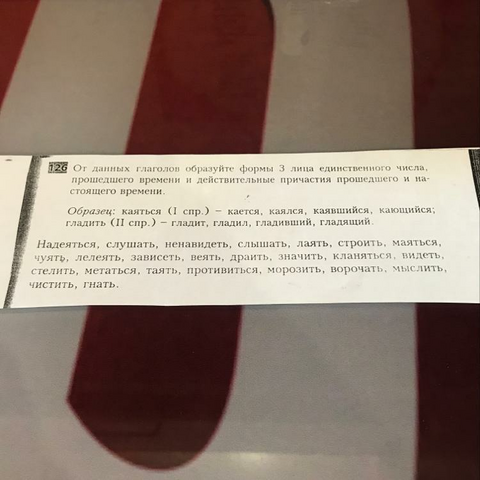 126 От данных глаголов образуйте формы 3 лица единственного числа,
прошедшего времени и действительные причастия прошедшего и на-
стоящего времени.
Образец: каяться (I спр.) – кается, каялся, каявшийся, кающийся;
гладить (II спр.) – гладит, гладил, гладивший, гладящий.
Надеяться, слушать, ненавидеть, слышать, лаять, строить, маяться,
чуять, лелеять, зависеть, веять, драить, значить, кланяться, видеть,
стелить, метаться, таять, противиться, морозить, ворочать, мыслить,
чистить, гнать.